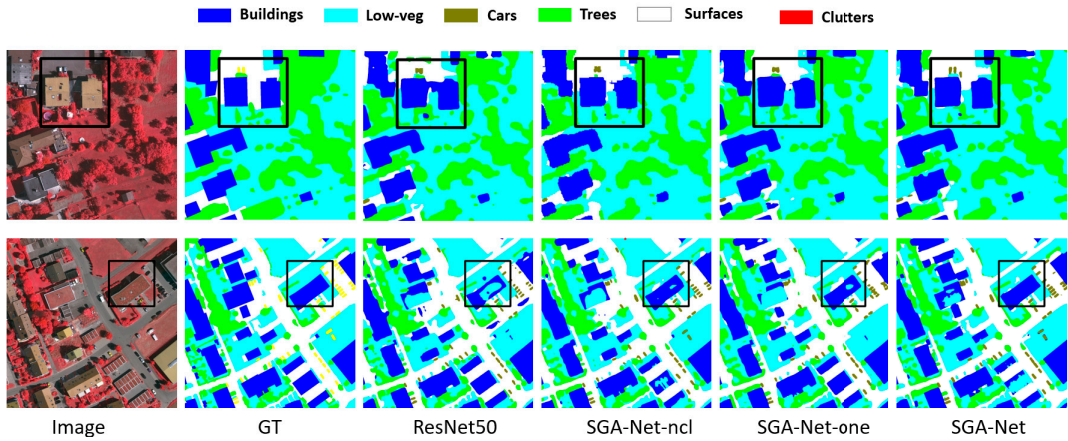 Buildings Low-veg Cars Trees Surfaces Clutters
Image GT ResNet50 SGA-Net-ncl SGA-Net-one SGA-Net